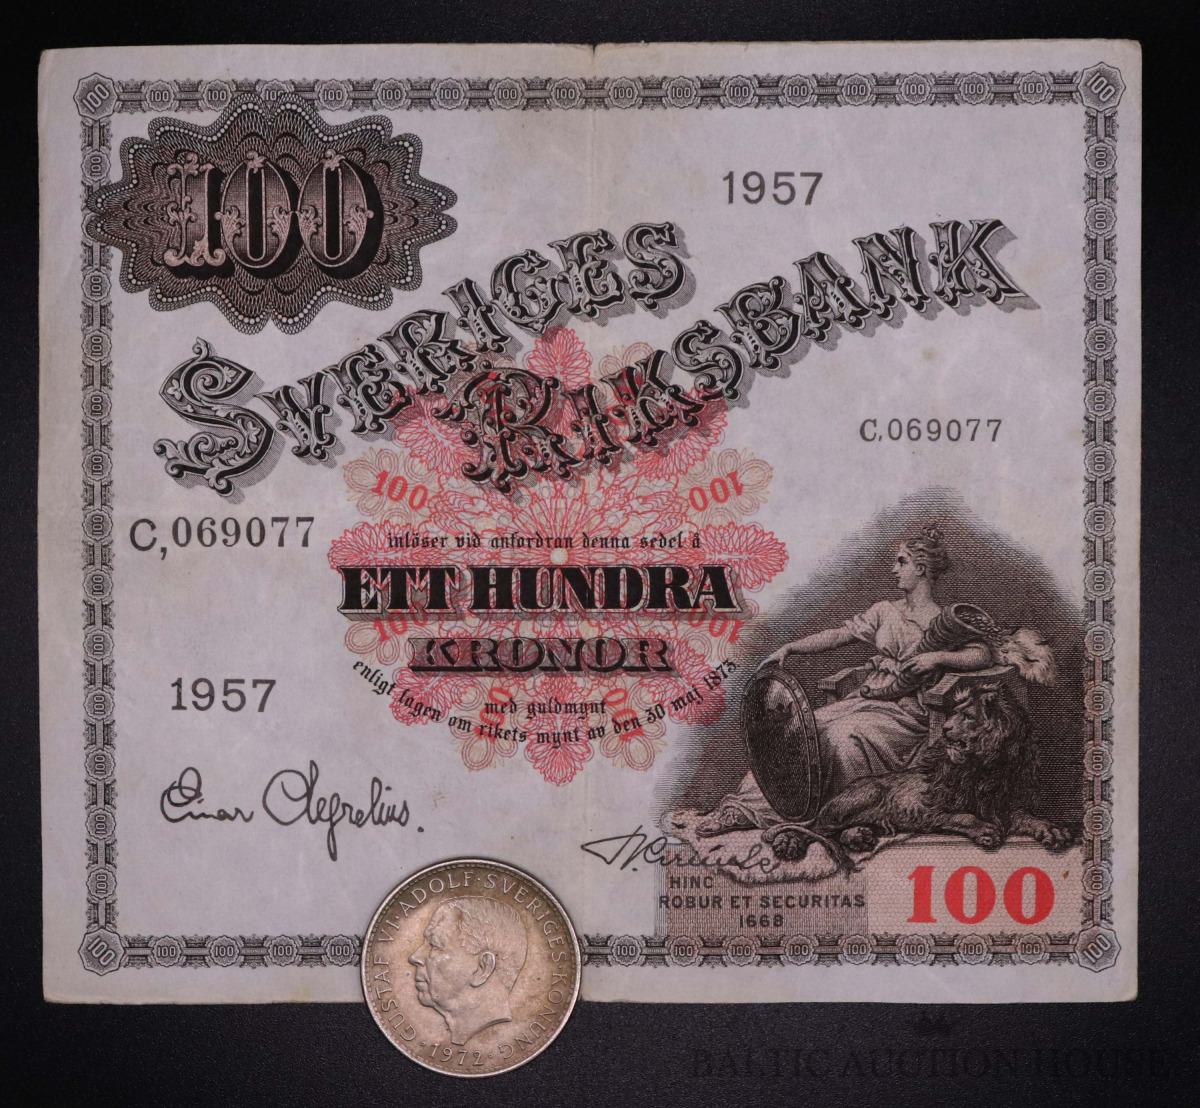 100
1957
SVERIGES
RIKSBANK
C,069077
C,069077
100 100
inlöser vid anfordran denna sedel å
ETT HUNDRA
100 100
KRONOR
med guldmynt
enligt lagen om rikets mynt av den 30 maj 1873.
1957
HINC
ROBUR ET SECURITAS
1668
100
GUSTAF VI ADOLF · SVERIGES · KONUNG
· 1972 ·
BALTIC AUCTION HOUSE